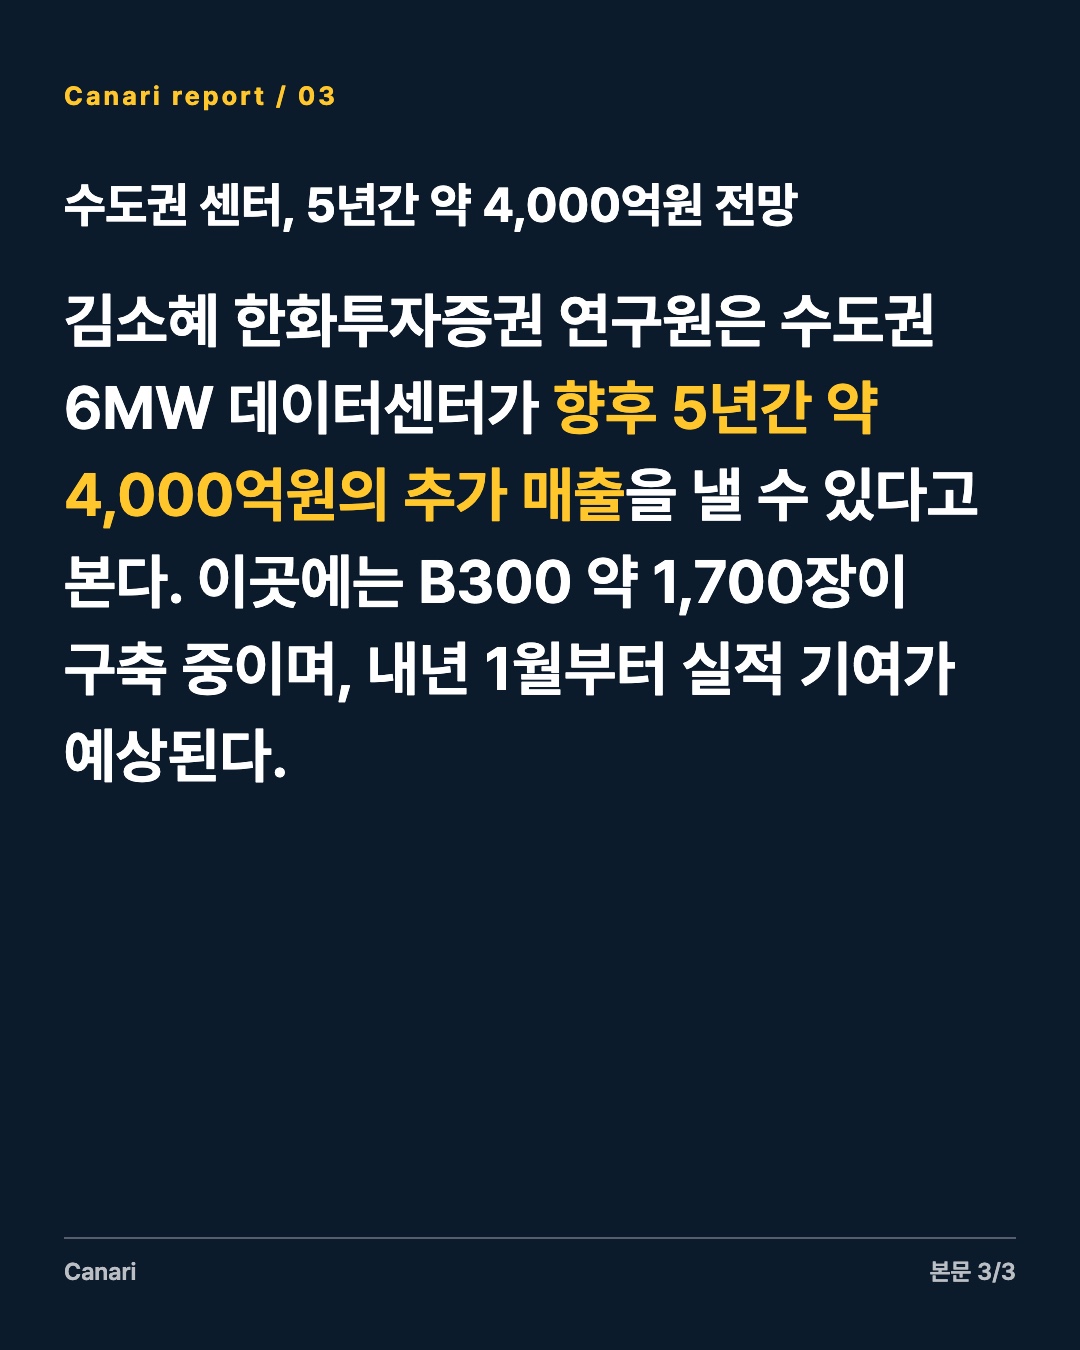 Canari report / 03
수도권 센터, 5년간 약 4,000억원 전망
김소혜 한화투자증권 연구원은 수도권
6MW 데이터센터가 향후 5년간 약
4,000억원의 추가 매출을 낼 수 있다고
본다. 이곳에는 B300 약 1,700장이
구축 중이며, 내년 1월부터 실적 기여가
예상된다.
Canari
본문 3/3